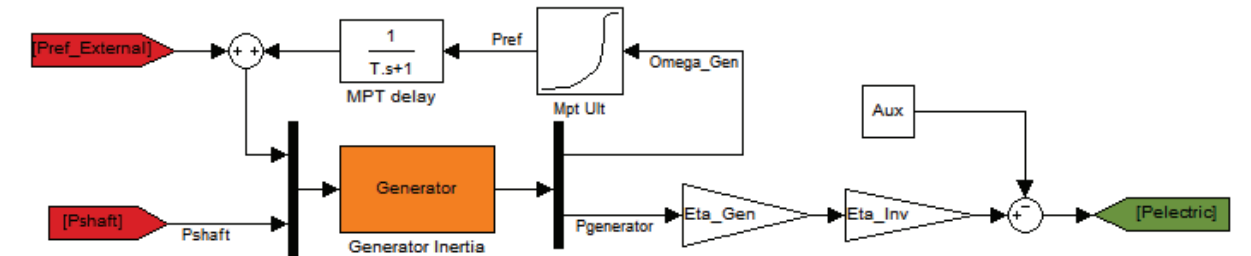 [Pref_External]
+ +
1
T.s+1
MPT delay
Pref
Mpt Ult
Omega_Gen
Aux
[Pshaft]
Pshaft
Generator
Generator Inertia
Pgenerator
Eta_Gen
Eta_Inv
+ -
[Pelectric]